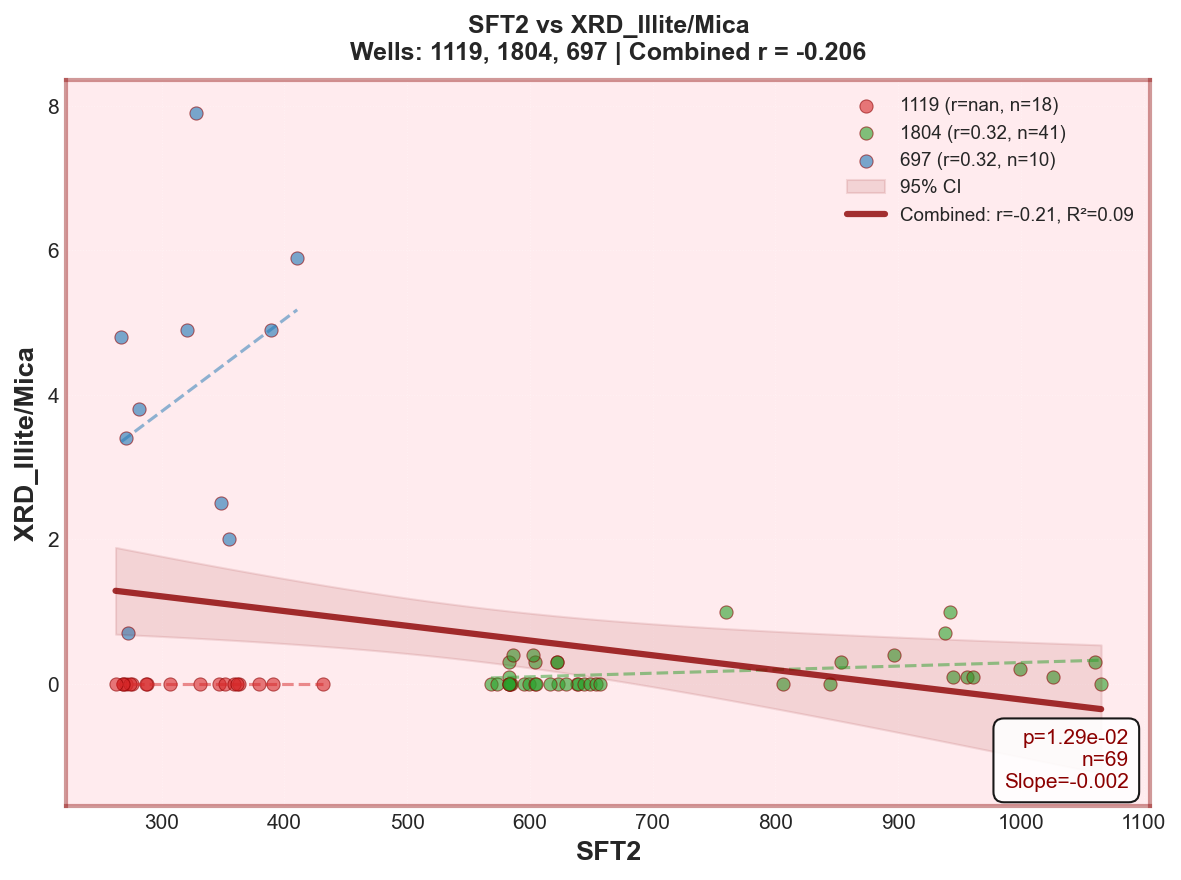 SFT2 vs XRD_Illite/Mica
Wells: 1119, 1804, 697 | Combined r = -0.206
1119 (r=nan, n=18)
1804 (r=0.32, n=41)
697 (r=0.32, n=10)
95% CI
Combined: r=-0.21, R²=0.09
XRD_Illite/Mica
8
6
4
2
0
p=1.29e-02
n=69
Slope=-0.002
300 400 500 600 700 800 900 1000 1100
SFT2